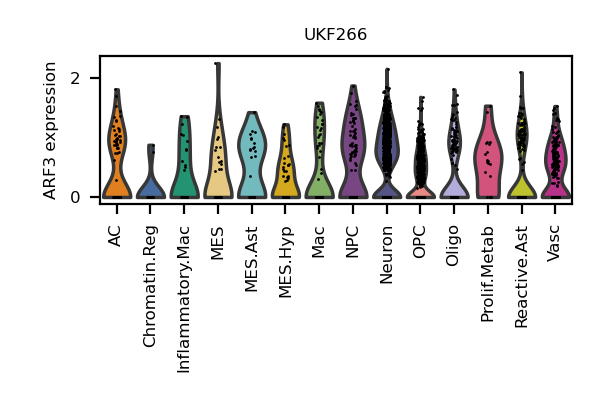 UKF266
ARF3 expression
2
0
AC
Chromatin.Reg
Inflammatory.Mac
MES
MES.Ast
MES.Hyp
Mac
NPC
Neuron
OPC
Oligo
Prolif.Metab
Reactive.Ast
Vasc